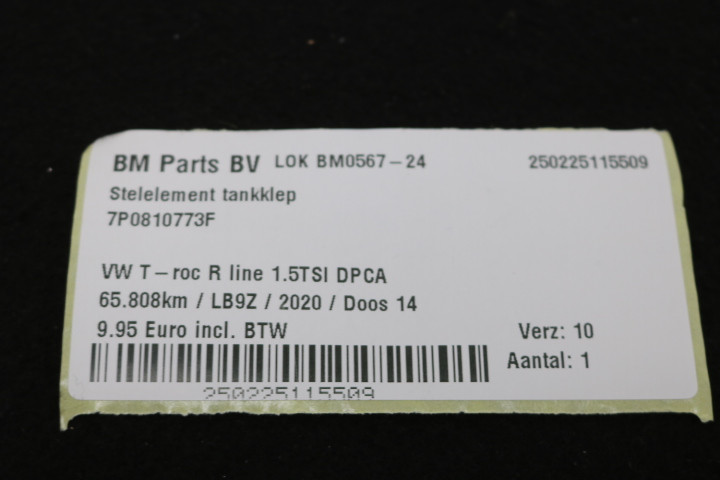 BM Parts BV LOK BM0567-24 250225115509
Stelelement tankklep
7P0810773F
VW T-roc R line 1.5TSI DPCA
65.808km / LB9Z / 2020 / Doos 14
9.95 Euro incl. BTW Verz: 10
Aantal: 1
250225115509